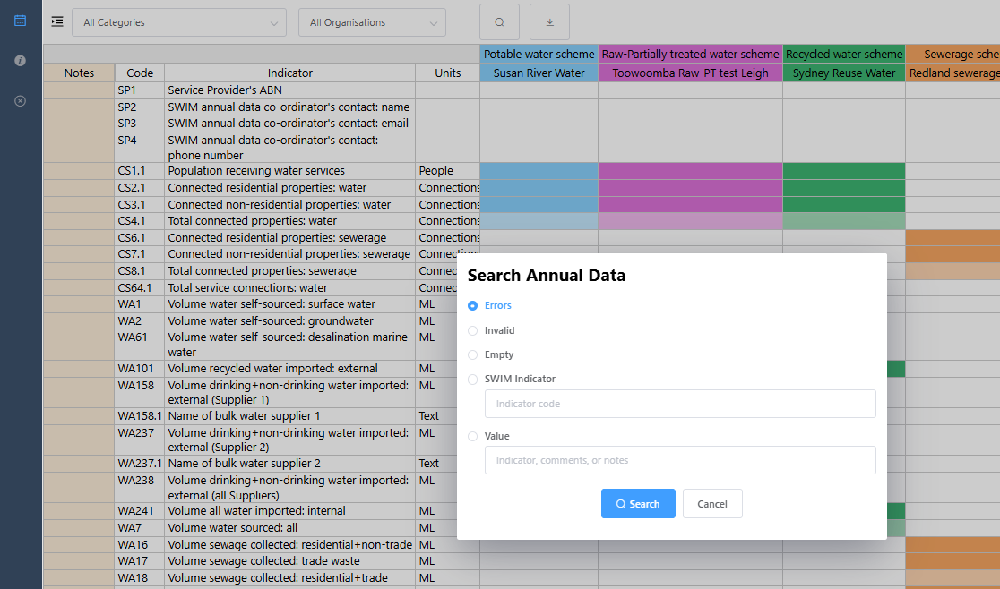 All Categories
All Organisations
Potable water scheme
Raw-Partially treated water scheme
Recycled water scheme
Sewerage sche
Notes
Code
Indicator
Units
Susan River Water
Toowoomba Raw-PT test Leigh
Sydney Reuse Water
Redland sewerage
SP1 Service Provider's ABN
SP2 SWIM annual data co-ordinator's contact: name
SP3 SWIM annual data co-ordinator's contact: email
SP4 SWIM annual data co-ordinator's contact:
phone number
CS1.1 Population receiving water services People
CS2.1 Connected residential properties: water Connections
CS3.1 Connected non-residential properties: water Connections
CS4.1 Total connected properties: water Connections
CS6.1 Connected residential properties: sewerage Connections
CS7.1 Connected non-residential properties: sewerage Connections
CS8.1 Total connected properties: sewerage Connec
CS64.1 Total service connections: water Connec
WA1 Volume water self-sourced: surface water ML
WA2 Volume water self-sourced: groundwater ML
WA61 Volume water self-sourced: desalination marine ML
water
WA101 Volume recycled water imported: external ML
WA158 Volume drinking+non-drinking water imported: ML
external (Supplier 1)
WA158.1 Name of bulk water supplier 1 Text
WA237 Volume drinking+non-drinking water imported: ML
external (Supplier 2)
WA237.1 Name of bulk water supplier 2 Text
WA238 Volume drinking+non-drinking water imported: ML
external (all Suppliers)
WA241 Volume all water imported: internal ML
WA7 Volume water sourced: all ML
WA16 Volume sewage collected: residential+non-trade ML
WA17 Volume sewage collected: trade waste ML
WA18 Volume sewage collected: residential+trade ML
Search Annual Data
Errors
Invalid
Empty
SWIM Indicator
Indicator code
Value
Indicator, comments, or notes
Search
Cancel